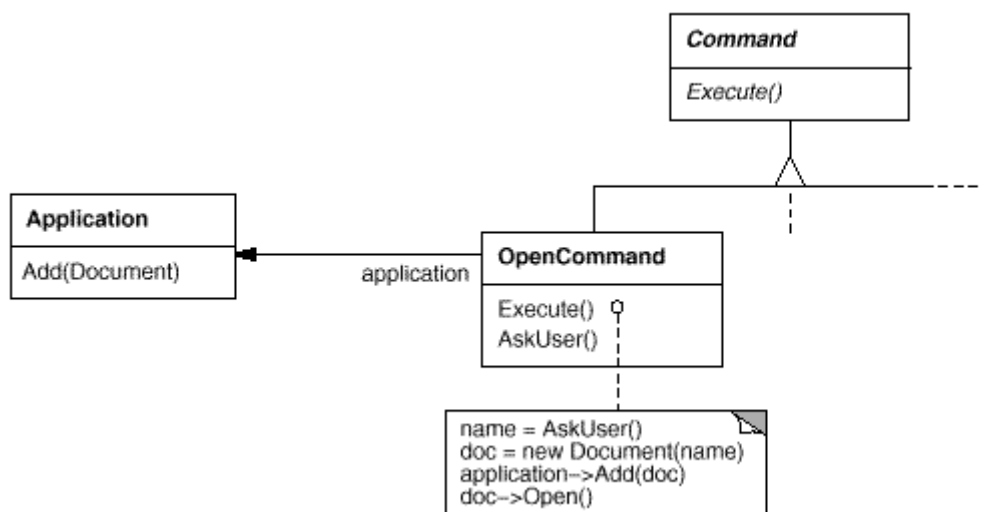 Command
Execute()
Application
Add(Document)
application
OpenCommand
Execute()
AskUser()
name = AskUser()
doc = new Document(name)
application->Add(doc)
doc->Open()